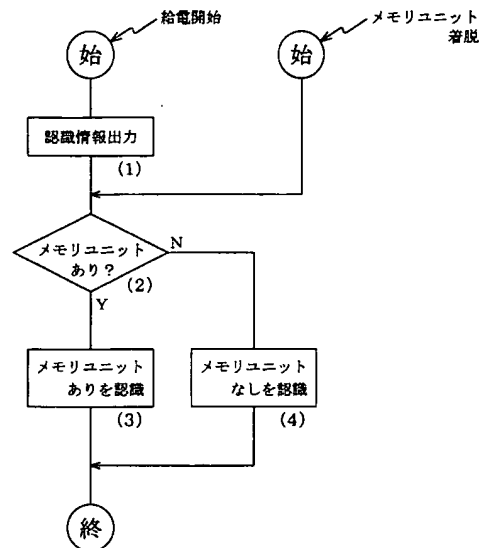 給電開始
メモリユニット
着脱
始
始
認識情報出力
(1)
メモリユニット
あり?
N
(2)
Y
メモリユニット
ありを認識
(3)
メモリユニット
なしを認識
(4)
終